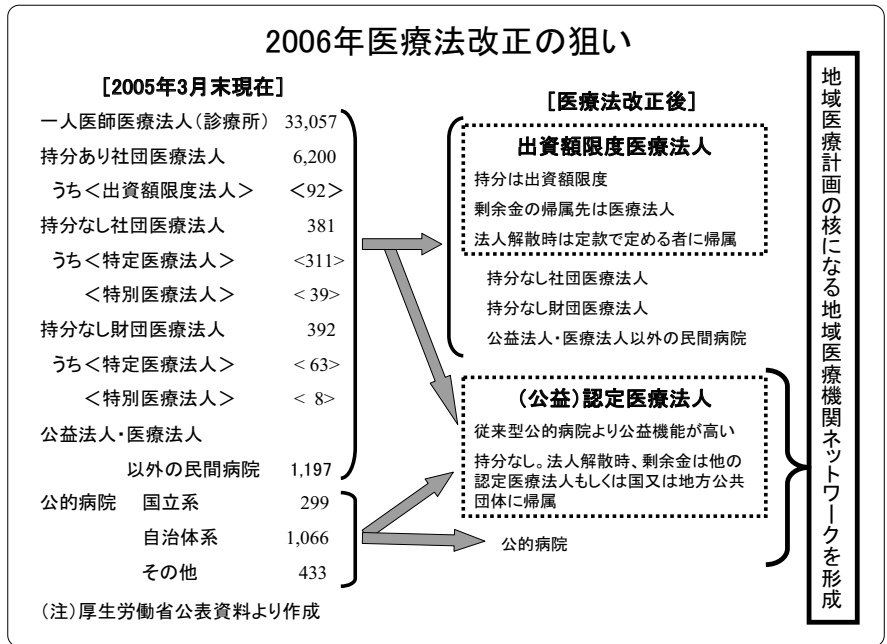 2006年医療法改正の狙い
[2005年3月末現在]
一人医師医療法人(診療所) 33,057
持分あり社団医療法人 6,200
うち<出資額限度法人> <92>
持分なし社団医療法人 381
うち<特定医療法人> <311>
<特別医療法人> < 39>
持分なし財団医療法人 392
うち<特定医療法人> < 63>
<特別医療法人> < 8>
公益法人・医療法人
以外の民間病院 1,197
公的病院 国立系 299
自治体系 1,066
その他 433
(注)厚生労働省公表資料より作成
[医療法改正後]
出資額限度医療法人
持分は出資額限度
剰余金の帰属先は医療法人
法人解散時は定款で定める者に帰属
持分なし社団医療法人
持分なし財団医療法人
公益法人・医療法人以外の民間病院
(公益)認定医療法人
従来型公的病院より公益機能が高い
持分なし。法人解散時、剰余金は他の
認定医療法人もしくは国又は地方公共
団体に帰属
公的病院
地域医療計画の核になる地域医療機関ネットワークを形成